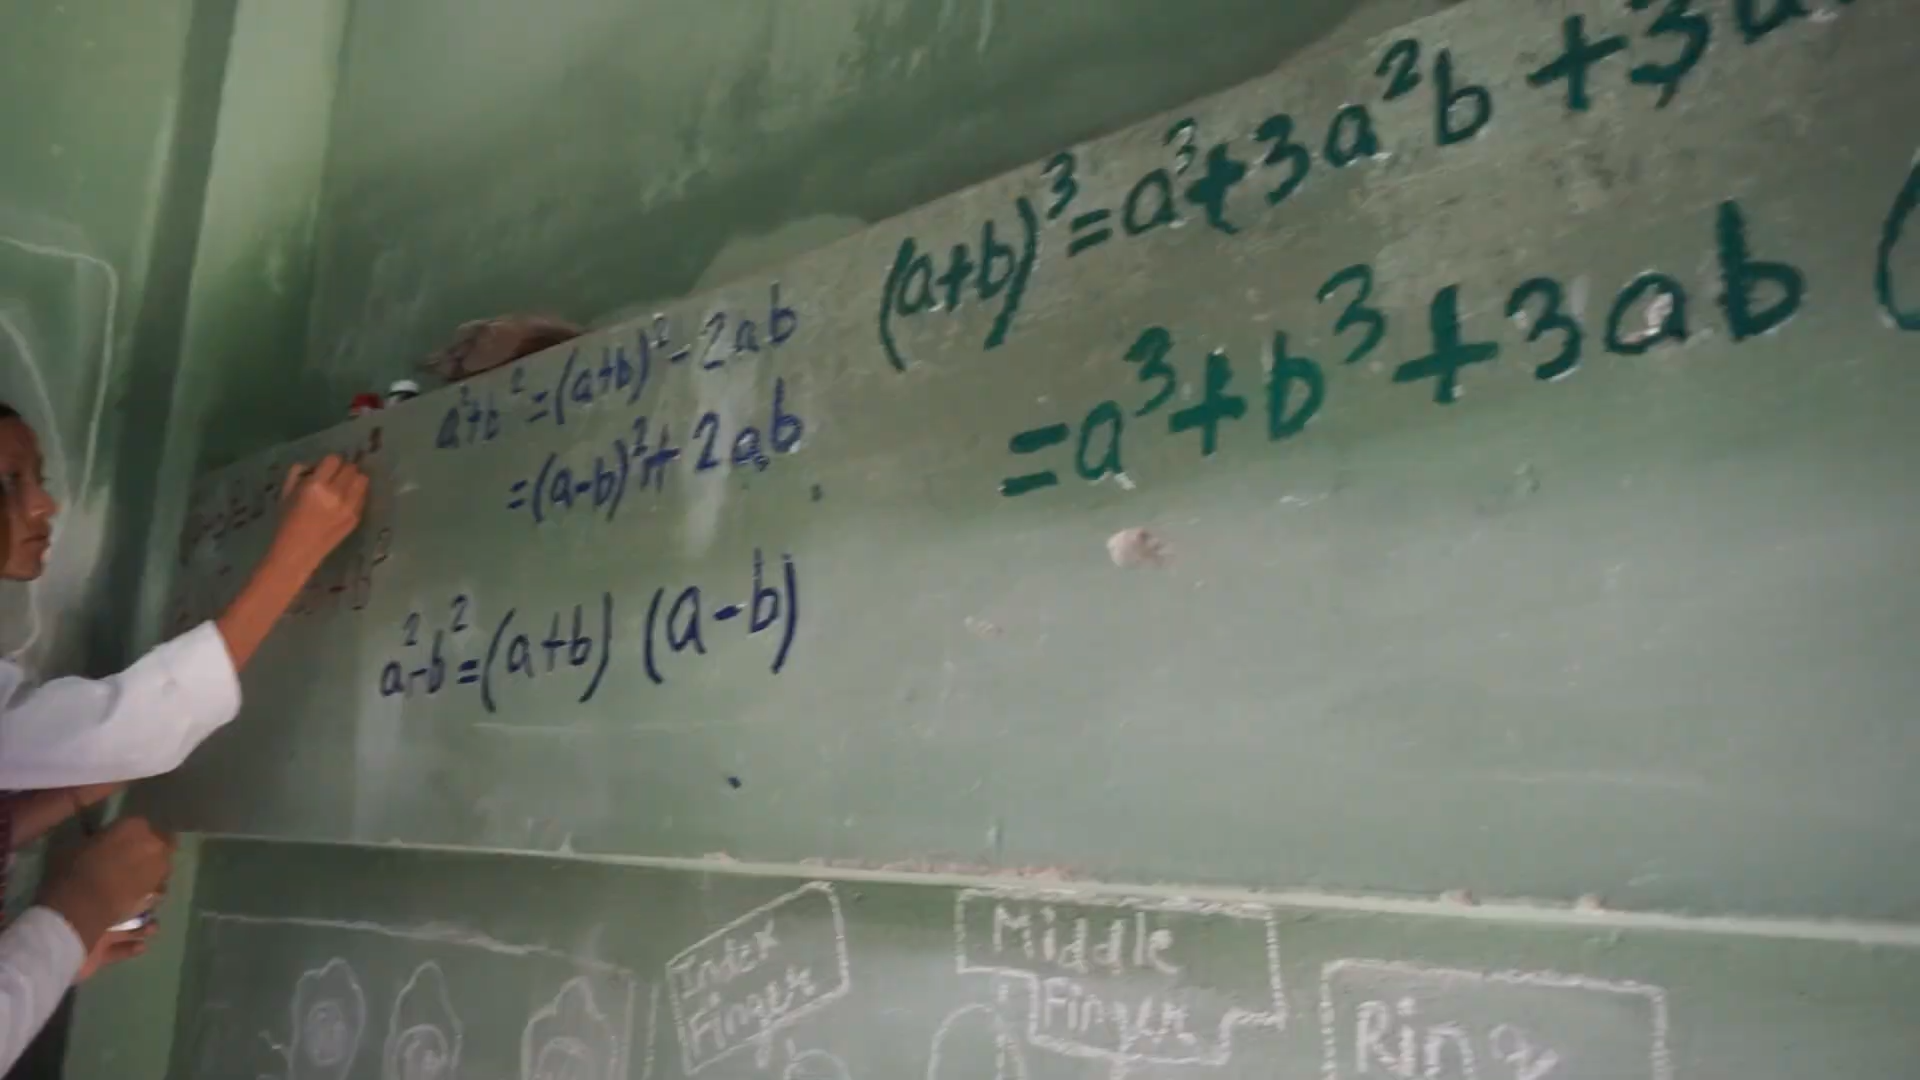 a²+b²=(a+b)²-2ab
=(a-b)²+2ab
a²-b²=(a+b)(a-b)
(a+b)³=a³+3a²b+3a
=a³+b³+3ab(
Index
Finger
Middle
Finger
Ring